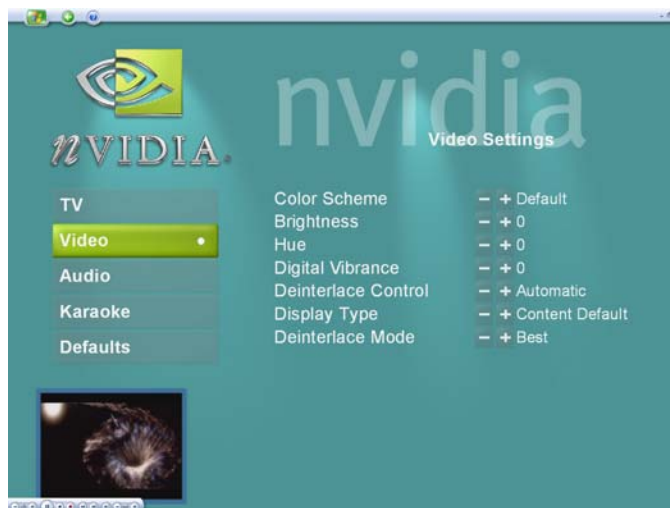 nvidia
Video Settings
nVIDIA
TV
Video
Audio
Karaoke
Defaults
Color Scheme - + Default
Brightness - + 0
Hue - + 0
Digital Vibrance - + 0
Deinterlace Control - + Automatic
Display Type - + Content Default
Deinterlace Mode - + Best